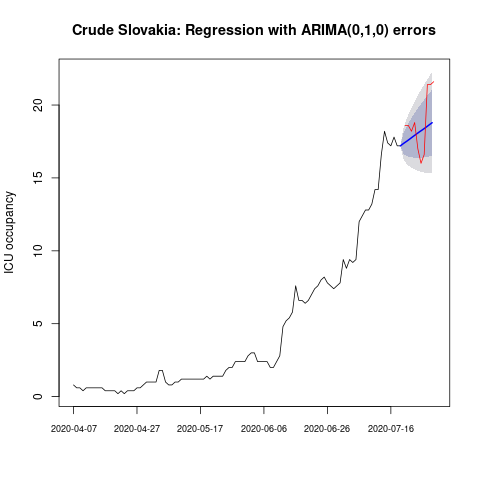 Crude Slovakia: Regression with ARIMA(0,1,0) errors
ICU occupancy
20
15
10
5
0
2020-04-07 2020-04-27 2020-05-17 2020-06-06 2020-06-26 2020-07-16